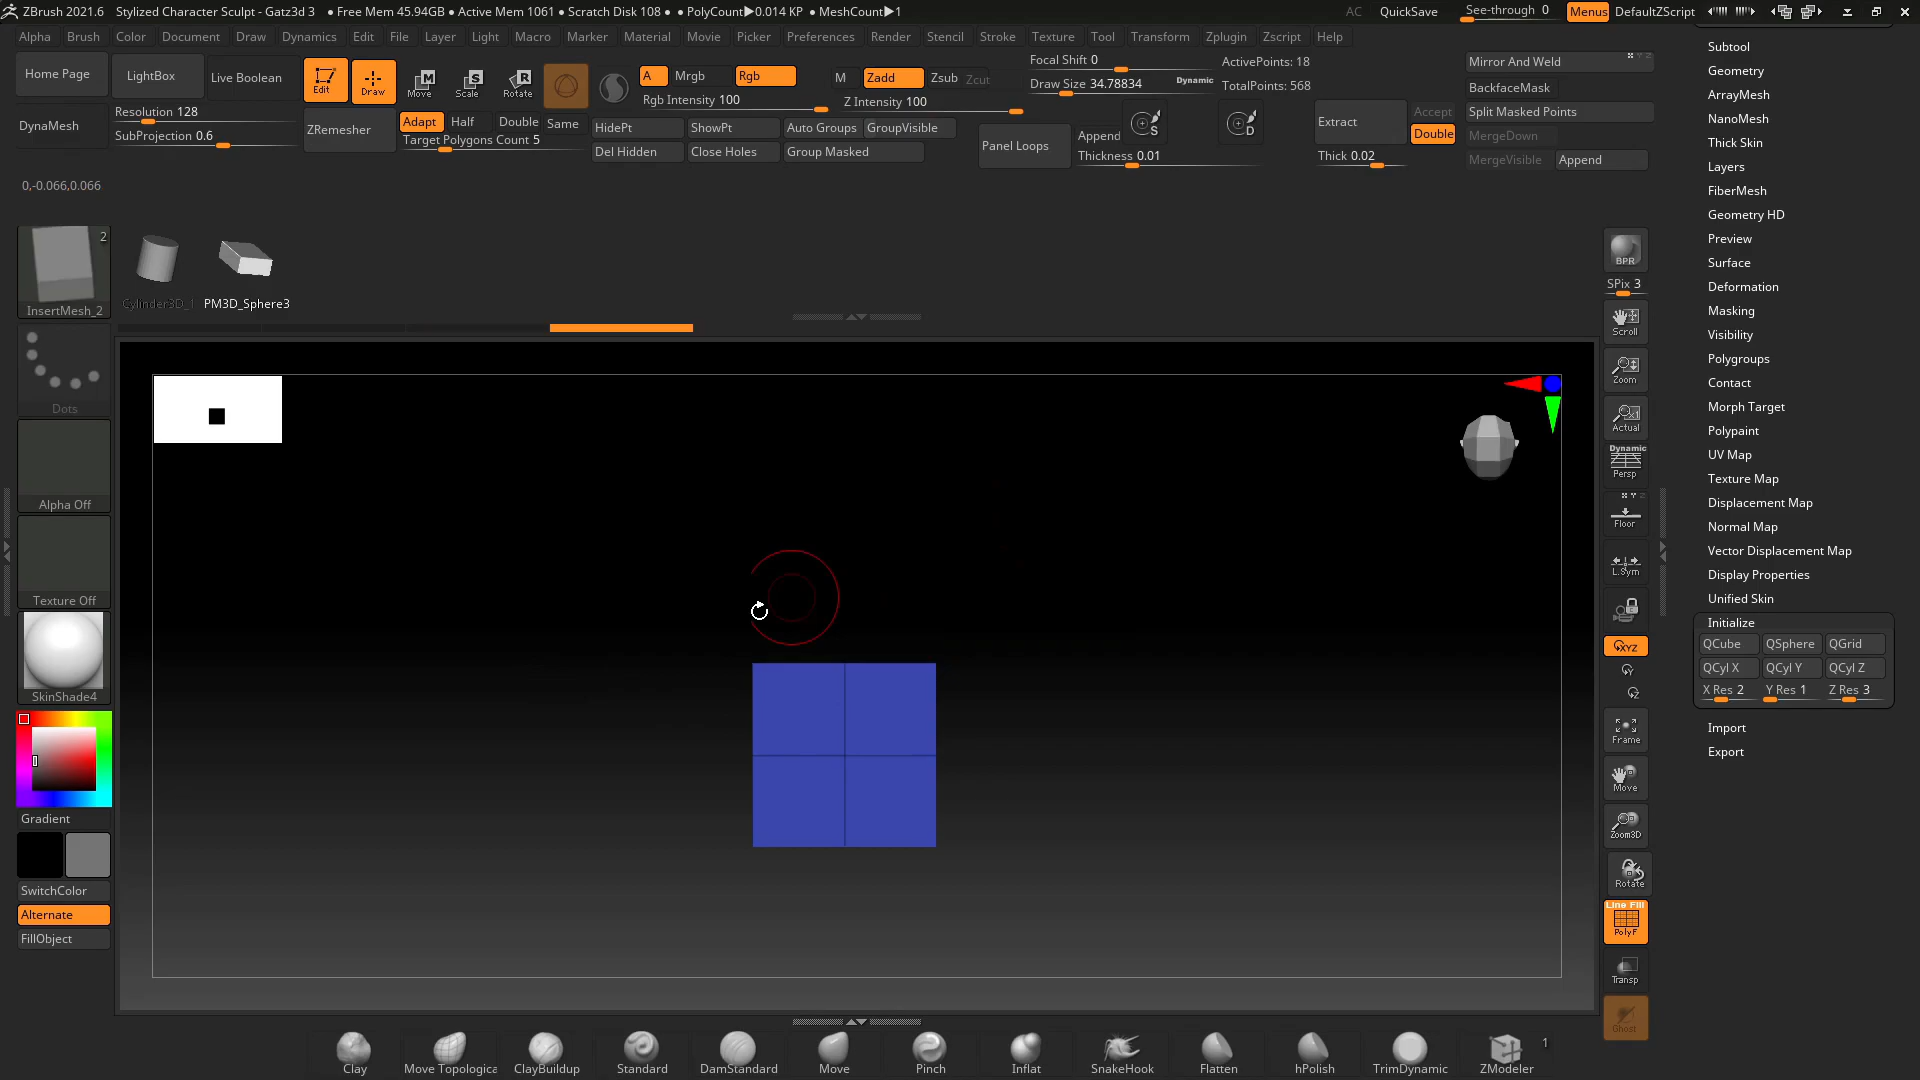 ZBrush 2021.6 Stylized Character Sculpt - Gatz3d 3 • Free Mem 45.94GB • Active Mem 1061 • Scratch Disk 108 • • PolyCount▶0.014 KP • MeshCount▶1 AC QuickSave See-through 0 Menus DefaultZScript
Alpha Brush Color Document Draw Dynamics Edit File Layer Light Macro Marker Material Movie Picker Preferences Render Stencil Stroke Texture Tool Transform Zplugin Zscript Help
Home Page LightBox Live Boolean Edit Draw Move Scale Rotate A Mrgb Rgb M Zadd Zsub Zcut
M S R
Rgb Intensity 100 Z Intensity 100
Focal Shift 0 ActivePoints: 18
Draw Size 34.78834 Dynamic TotalPoints: 568
Mirror And Weld
BackfaceMask
Split Masked Points
MergeDown
MergeVisible Append
DynaMesh Resolution 128
SubProjection 0.6
ZRemesher Adapt Half Double Same
Target Polygons Count 5
HidePt ShowPt Auto Groups GroupVisible
Del Hidden Close Holes Group Masked
Panel Loops Append S D
Thickness 0.01
Extract Accept
Double
Thick 0.02
0,-0.066,0.066
2
InsertMesh_2
PM3D_Sphere3
Dots
Alpha Off
Texture Off
SkinShade4
Gradient
SwitchColor
Alternate
FillObject
BPR
SPix 3
Scroll
Zoom
Actual
Dynamic
Persp
Floor
L.Sym
XYZ
Frame
Move
Zoom3D
Rotate
Line Fill
PolyF
Transp
Ghost
Subtool
Geometry
ArrayMesh
NanoMesh
Thick Skin
Layers
FiberMesh
Geometry HD
Preview
Surface
Deformation
Masking
Visibility
Polygroups
Contact
Morph Target
Polypaint
UV Map
Texture Map
Displacement Map
Normal Map
Vector Displacement Map
Display Properties
Unified Skin
Initialize
QCube QSphere QGrid
QCyl X QCyl Y QCyl Z
X Res 2 Y Res 1 Z Res 3
Import
Export
Clay Move Topologica ClayBuildup Standard DamStandard Move Pinch Inflat SnakeHook Flatten hPolish TrimDynamic ZModeler 1